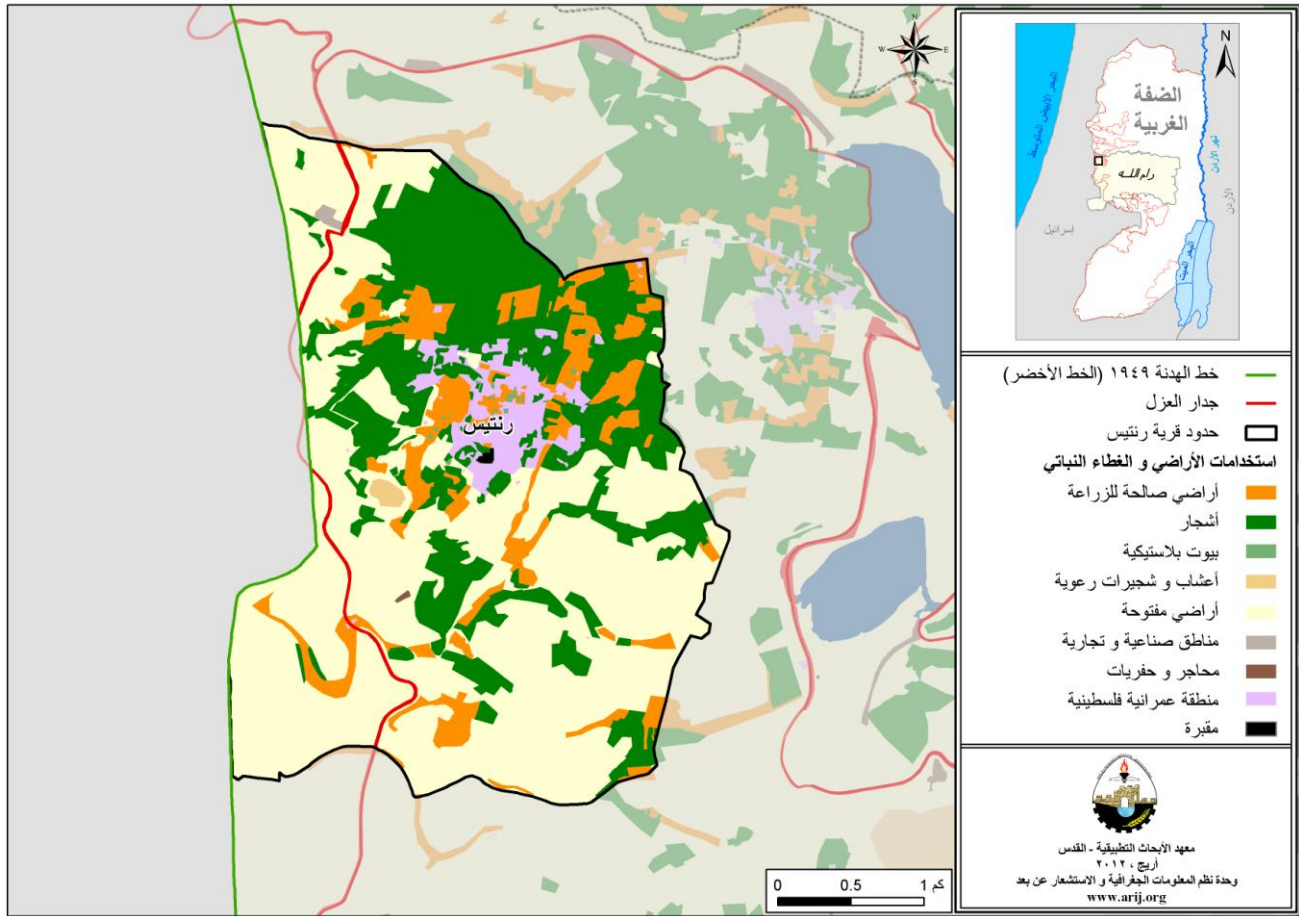 N
W
E
S
رنتيس
0
0.5
1 كم
N
البحر الابيض المتوسط
الضفة
الغربية
نهر الأردن
رام اللـه
الأردن
إسرائيل
البحر الميت
خط الهدنة ١٩٤٩ (الخط الأخضر)
جدار العزل
حدود قرية رنتيس
استخدامات الأراضي و الغطاء النباتي
أراضي صالحة للزراعة
أشجار
بيوت بلاستيكية
أعشاب و شجيرات رعوية
أراضي مفتوحة
مناطق صناعية و تجارية
محاجر و حفريات
منطقة عمرانية فلسطينية
مقبرة
معهد الأبحاث التطبيقية - القدس
أريج ، ٢٠١٢
وحدة نظم المعلومات الجغرافية و الاستشعار عن بعد
www.arij.org